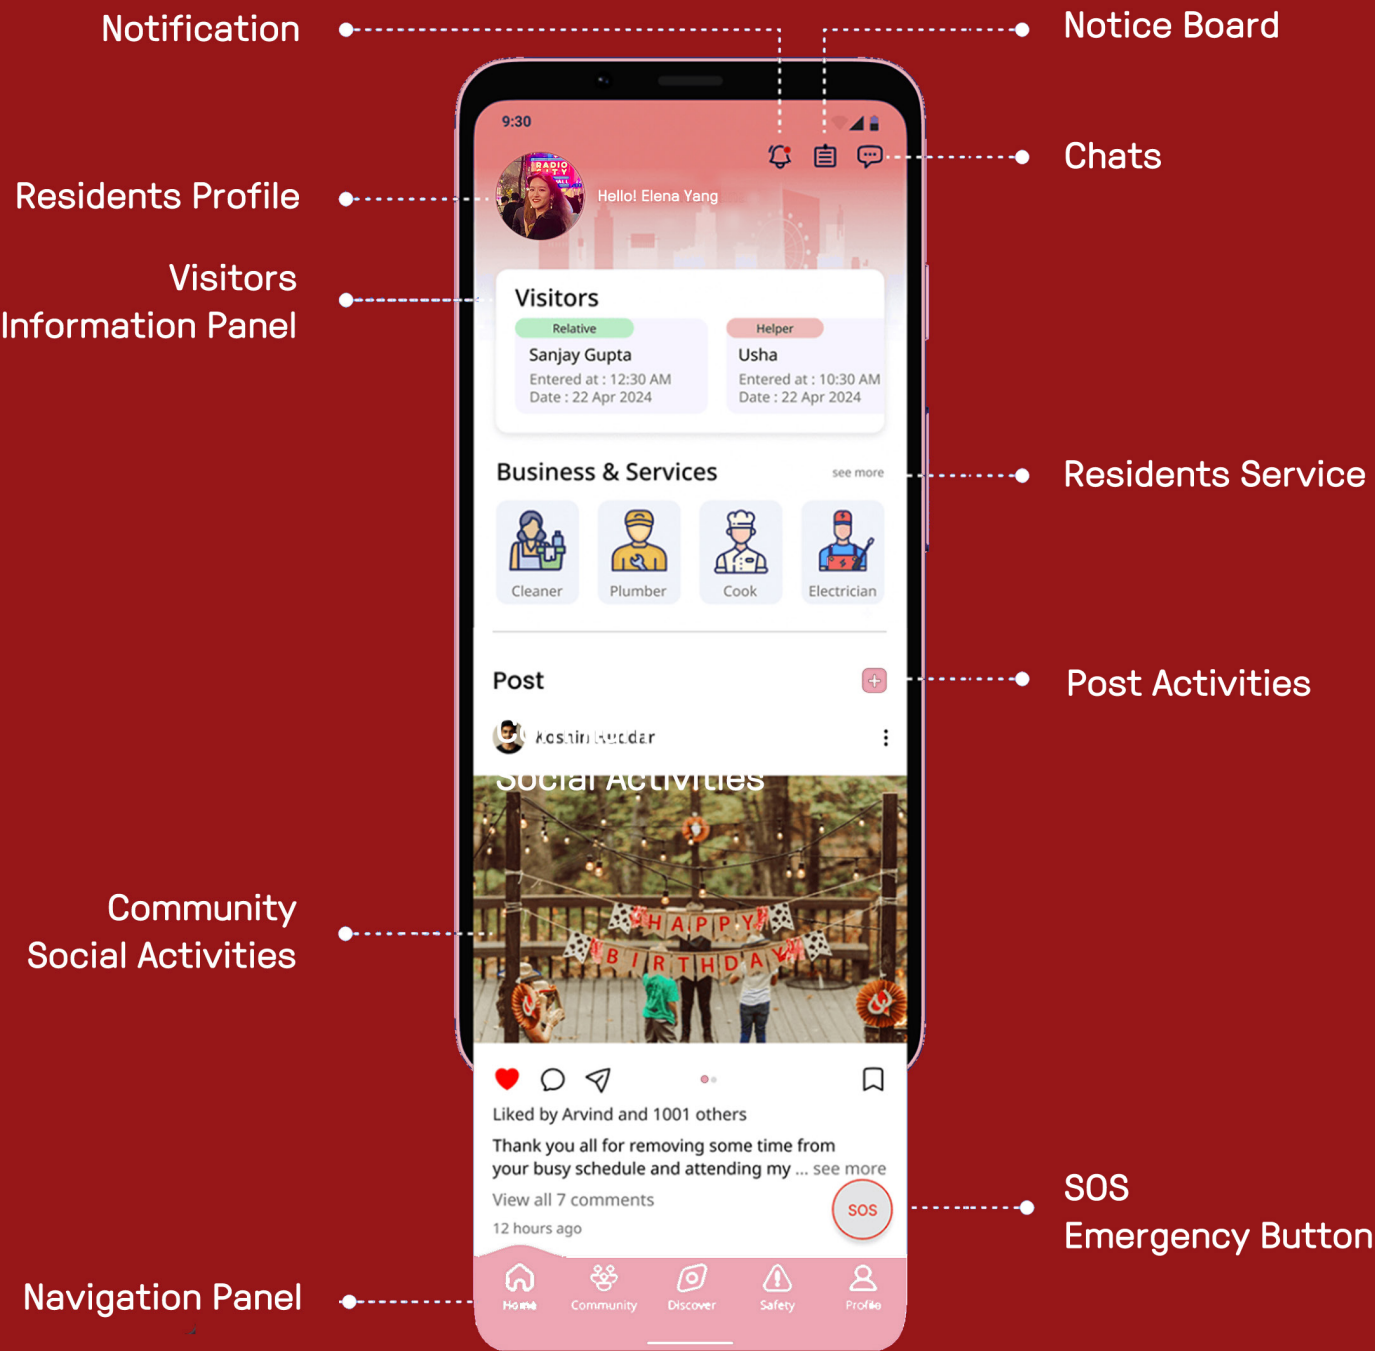 Notification
Notice Board
9:30
Chats
Residents Profile
RADIO
CITY
Hello! Elena Yang
Visitors
Information Panel
Visitors
Relative
Helper
Sanjay Gupta
Usha
Entered at : 12:30 AM
Entered at : 10:30 AM
Date : 22 Apr 2024
Date : 22 Apr 2024
Business & Services
see more
Residents Service
Cleaner
Plumber
Cook
Electrician
Post
Post Activities
Social Activities
Community
Social Activities
HAPPY
BIRTHDAY
Liked by Arvind and 1001 others
Thank you all for removing some time from
your busy schedule and attending my ... see more
View all 7 comments
12 hours ago
SOS
SOS
Emergency Button
Navigation Panel
Home
Community
Discover
Safety
Profile